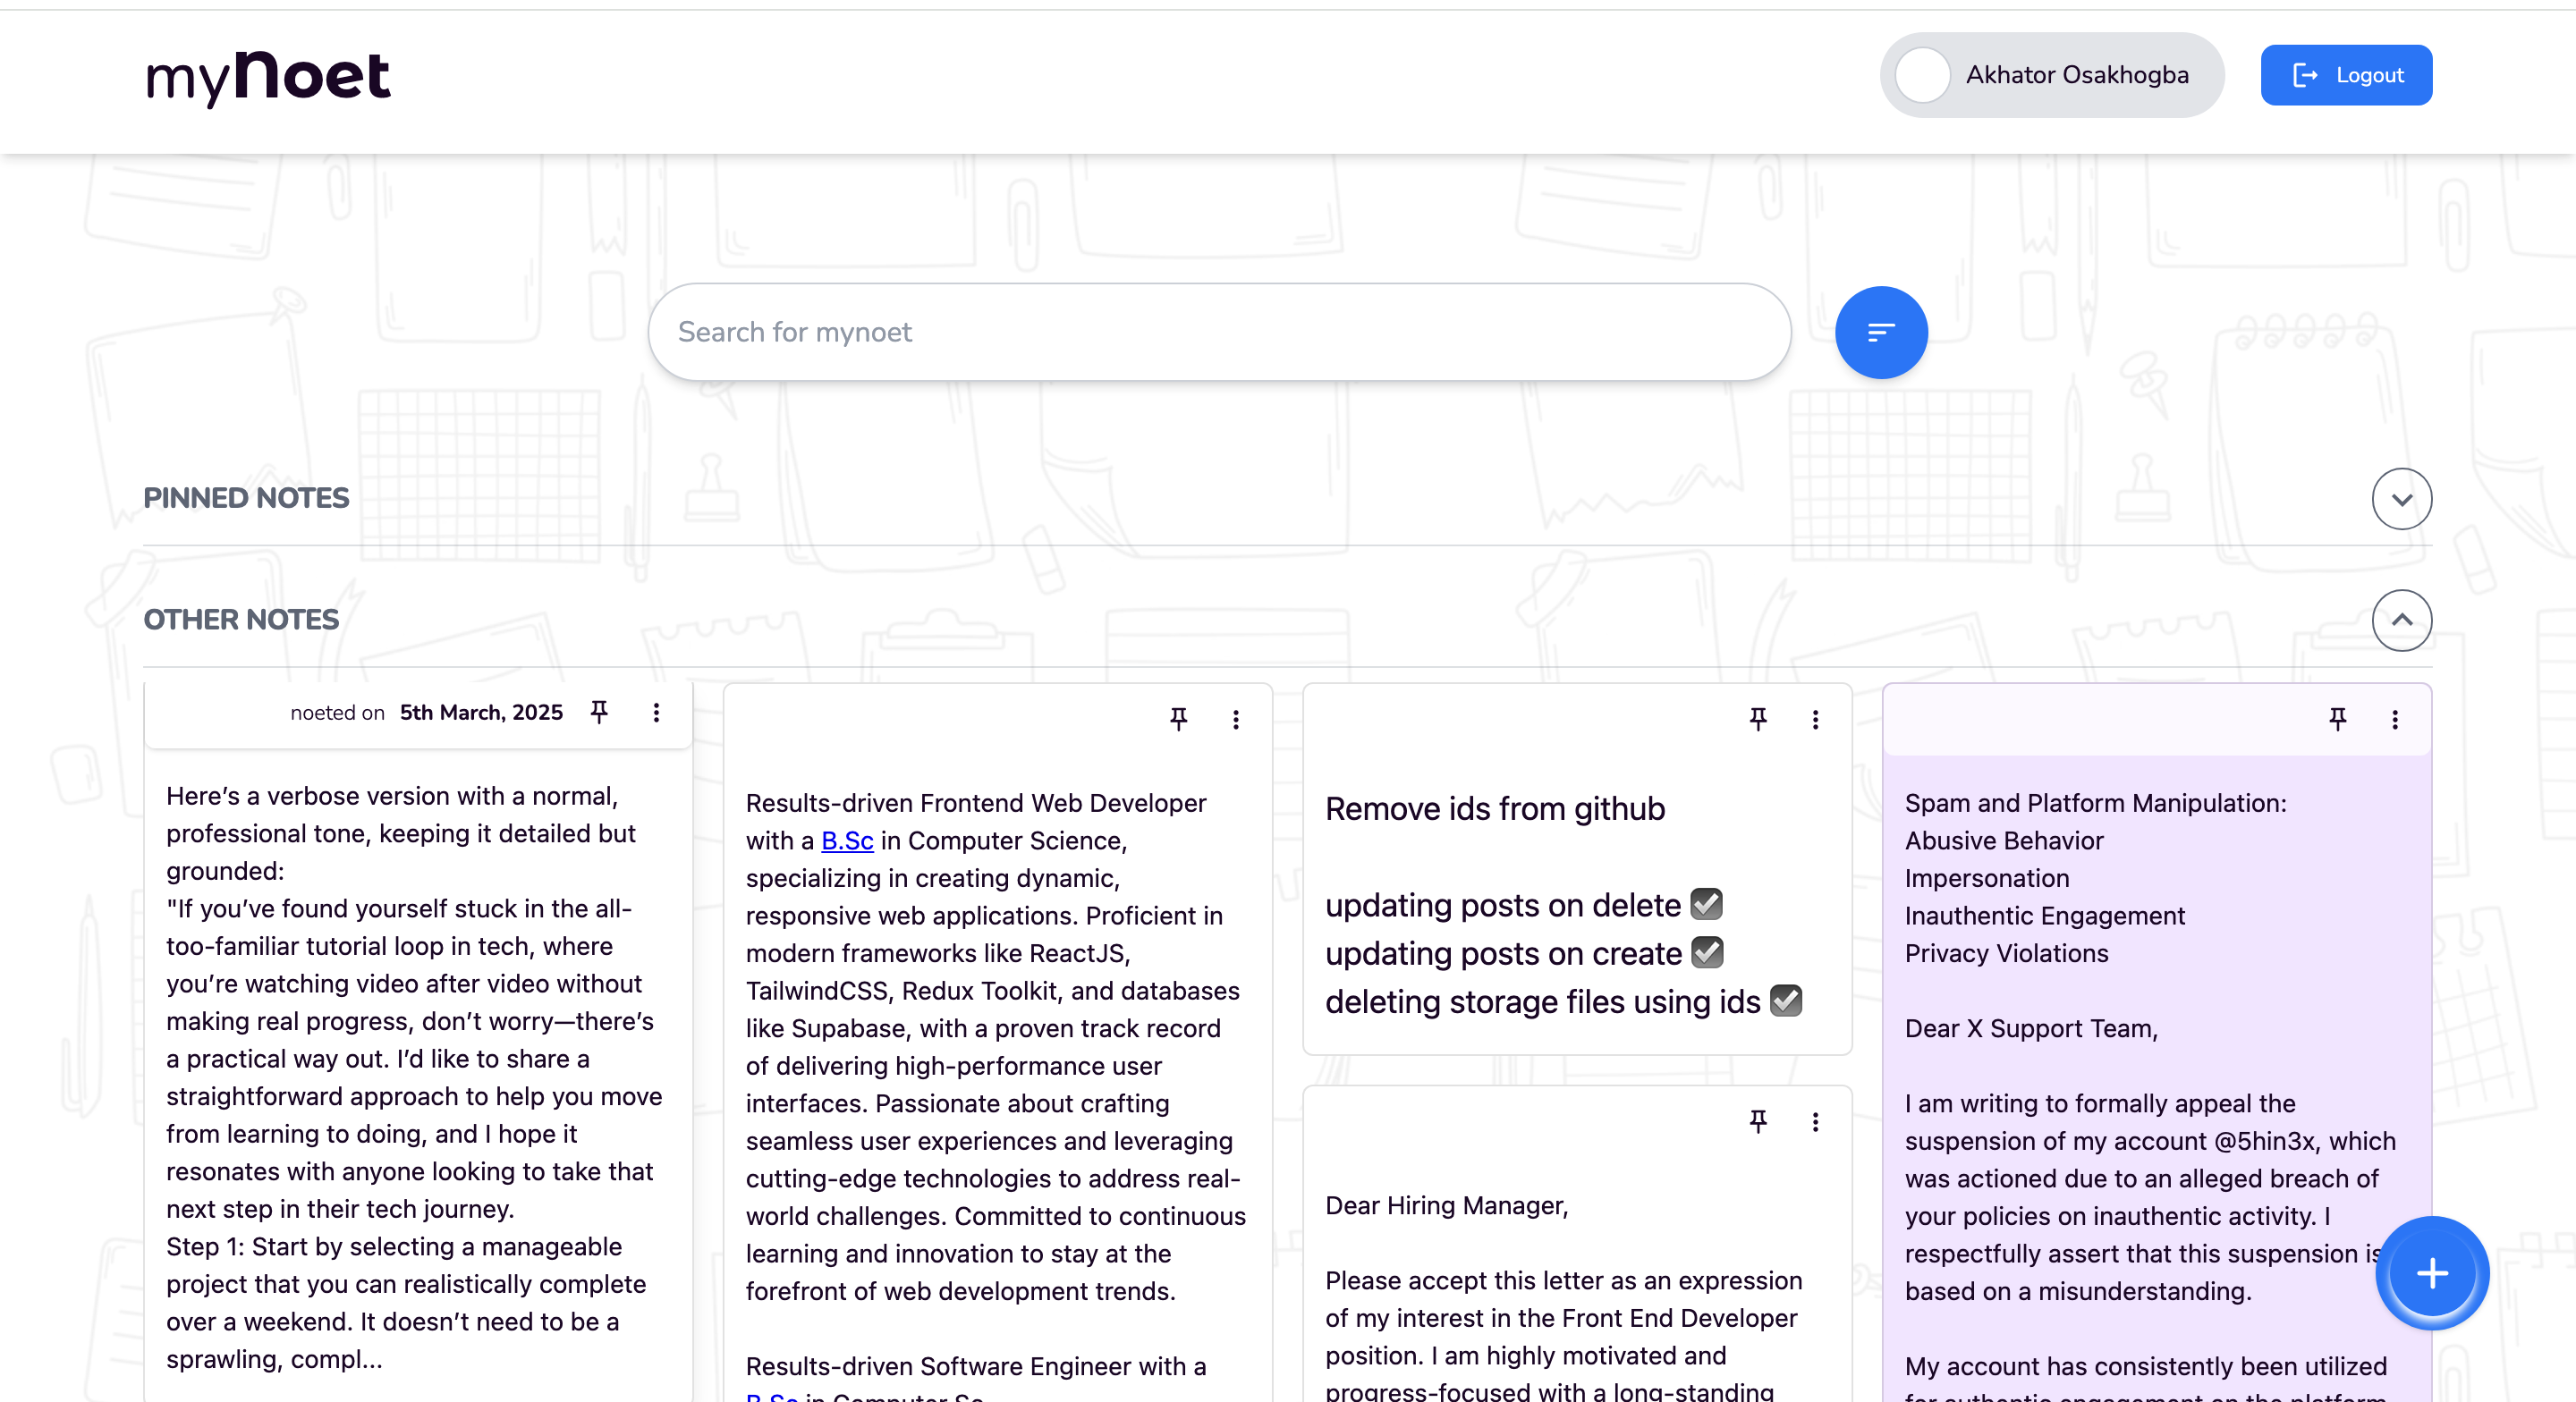 myNoet
Akhator Osakhogba
Logout
Search for mynoet
PINNED NOTES
OTHER NOTES
noeted on 5th March, 2025
Here’s a verbose version with a normal,
professional tone, keeping it detailed but
grounded:
"If you’ve found yourself stuck in the all-
too-familiar tutorial loop in tech, where
you’re watching video after video without
making real progress, don’t worry—there’s
a practical way out. I’d like to share a
straightforward approach to help you move
from learning to doing, and I hope it
resonates with anyone looking to take that
next step in their tech journey.
Step 1: Start by selecting a manageable
project that you can realistically complete
over a weekend. It doesn’t need to be a
sprawling, compl...
Results-driven Frontend Web Developer
with a B.Sc in Computer Science,
specializing in creating dynamic,
responsive web applications. Proficient in
modern frameworks like ReactJS,
TailwindCSS, Redux Toolkit, and databases
like Supabase, with a proven track record
of delivering high-performance user
interfaces. Passionate about crafting
seamless user experiences and leveraging
cutting-edge technologies to address real-
world challenges. Committed to continuous
learning and innovation to stay at the
forefront of web development trends.
Results-driven Software Engineer with a
B.Sc in Computer Sc
Remove ids from github
updating posts on delete ☑️
updating posts on create ☑️
deleting storage files using ids ☑️
Dear Hiring Manager,
Please accept this letter as an expression
of my interest in the Front End Developer
position. I am highly motivated and
progress-focused with a long-standing
Spam and Platform Manipulation:
Abusive Behavior
Impersonation
Inauthentic Engagement
Privacy Violations
Dear X Support Team,
I am writing to formally appeal the
suspension of my account @5hin3x, which
was actioned due to an alleged breach of
your policies on inauthentic activity. I
respectfully assert that this suspension is
based on a misunderstanding.
My account has consistently been utilized
for authentic engagement on the platform